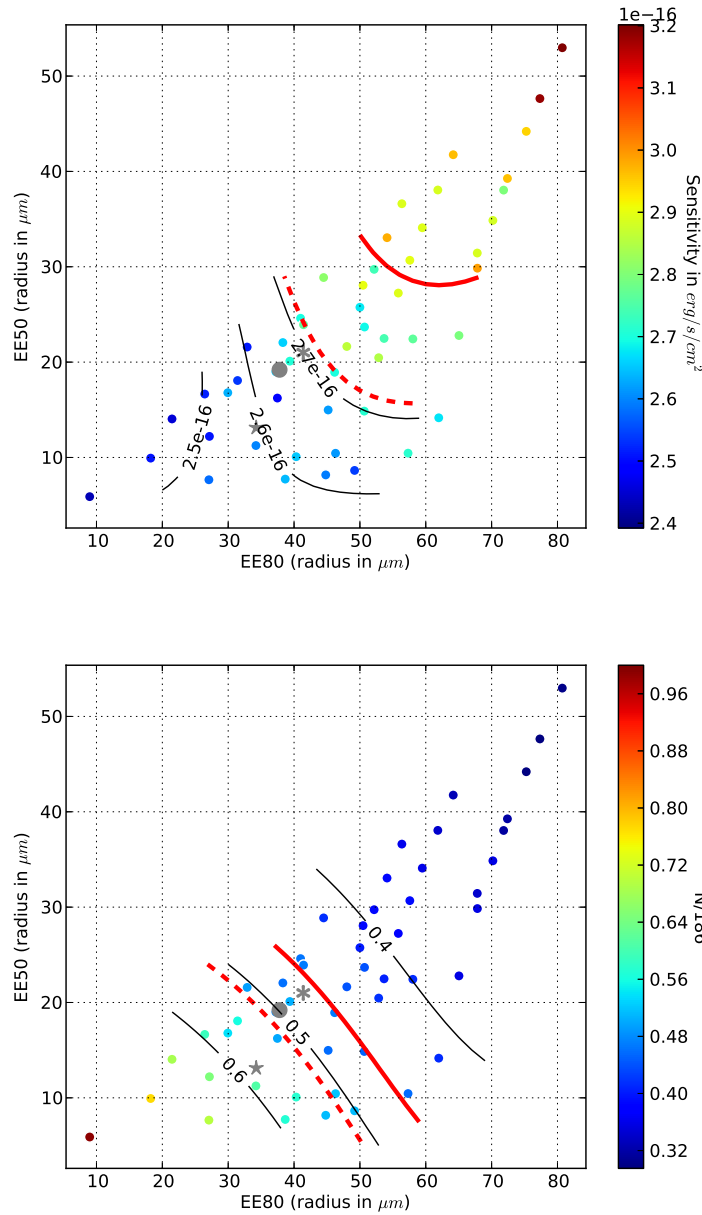 1e−16
50
40
30
20
10
EE50 (radius in μm)
2.5e-16
2.6e-16
2.7e-16
10 20 30 40 50 60 70 80
EE80 (radius in μm)
3.2
3.1
3.0
2.9
2.8
2.7
2.6
2.5
2.4
Sensitivity in erg/s/cm²
50
40
30
20
10
EE50 (radius in μm)
0.4
0.5
0.6
10 20 30 40 50 60 70 80
EE80 (radius in μm)
0.96
0.88
0.80
0.72
0.64
0.56
0.48
0.40
0.32